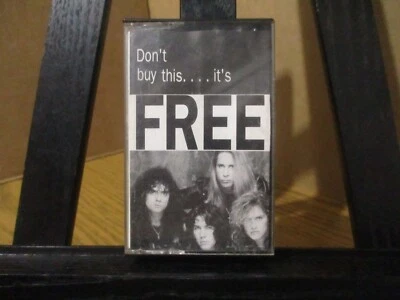 Don't
buy this. . . . it's
FREE